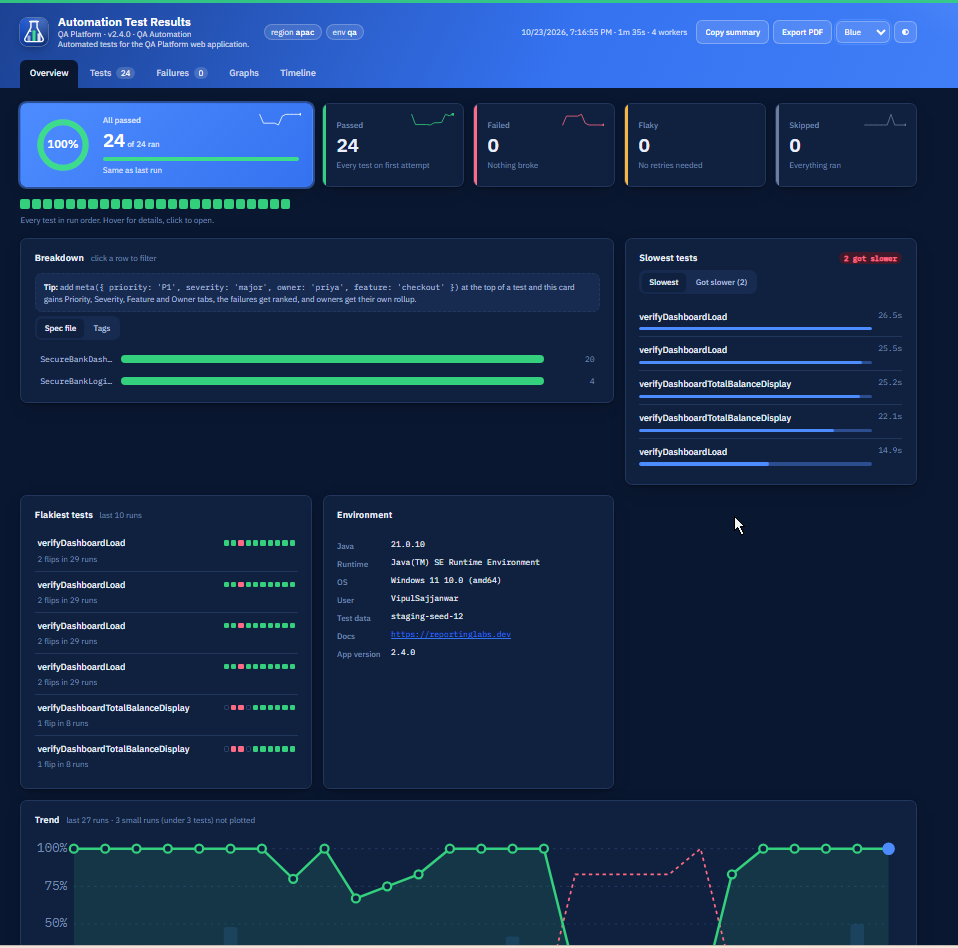 Automation Test Results
QA Platform · v2.4.0 · QA Automation
Automated tests for the QA Platform web application.
region apac
env qa
10/23/2026, 7:16:55 PM · 1m 35s · 4 workers
Copy summary
Export PDF
Blue
Overview
Tests 24
Failures 0
Graphs
Timeline
100%
All passed
24 of 24 ran
Same as last run
Passed
24
Every test on first attempt
Failed
0
Nothing broke
Flaky
0
No retries needed
Skipped
0
Everything ran
Every test in run order. Hover for details, click to open.
Breakdown click a row to filter
Tip: add meta({ priority: 'P1', severity: 'major', owner: 'priya', feature: 'checkout' }) at the top of a test and this card
gains Priority, Severity, Feature and Owner tabs, the failures get ranked, and owners get their own rollup.
Spec file
Tags
SecureBankDash… 20
SecureBankLogi… 4
Slowest tests
2 got slower
Slowest
Got slower (2)
verifyDashboardLoad 26.5s
verifyDashboardLoad 25.5s
verifyDashboardTotalBalanceDisplay 25.2s
verifyDashboardTotalBalanceDisplay 22.1s
verifyDashboardLoad 14.9s
Flakiest tests last 10 runs
verifyDashboardLoad
2 flips in 29 runs
verifyDashboardLoad
2 flips in 29 runs
verifyDashboardLoad
2 flips in 29 runs
verifyDashboardLoad
2 flips in 29 runs
verifyDashboardTotalBalanceDisplay
1 flip in 8 runs
verifyDashboardTotalBalanceDisplay
1 flip in 8 runs
Environment
Java 21.0.10
Runtime Java(TM) SE Runtime Environment
OS Windows 11 10.0 (amd64)
User VipulSajjanwar
Test data staging-seed-12
Docs https://reportinglabs.dev
App version 2.4.0
Trend last 27 runs · 3 small runs (under 3 tests) not plotted
100%
75%
50%